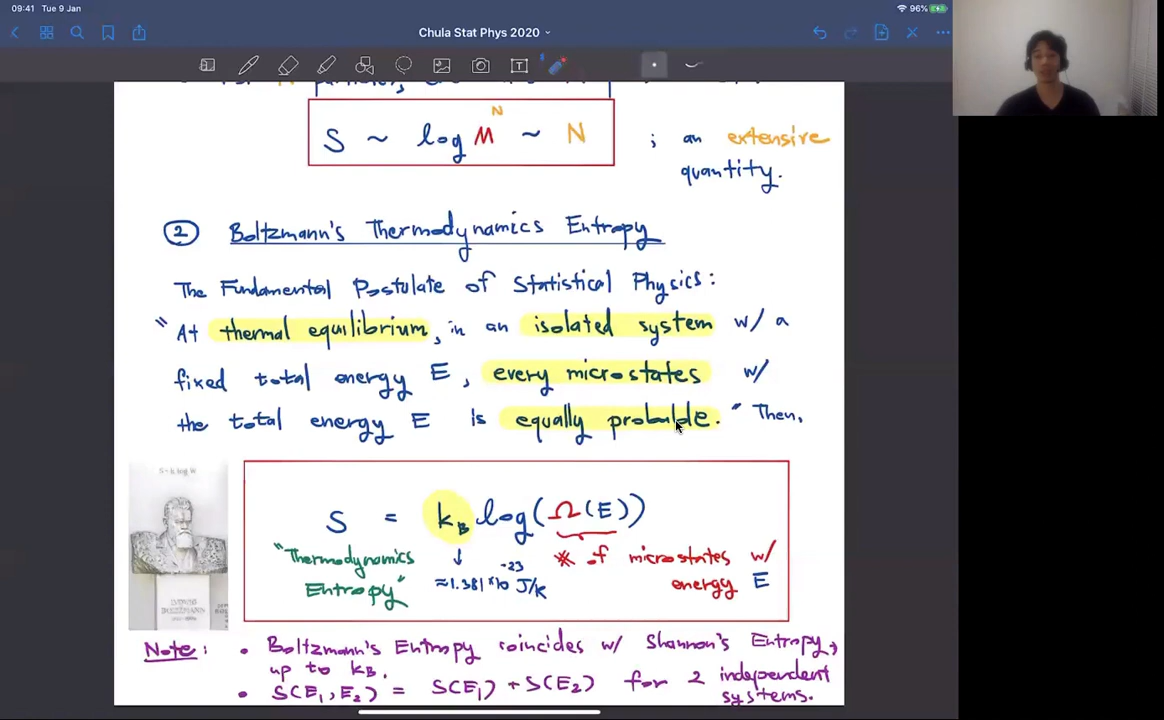 09:41 Tue 9 Jan
96%
Chula Stat Phys 2020
S ~ log M^N ~ N ; an extensive
quantity.
② Boltzmann's Thermodynamics Entropy
The Fundamental Postulate of Statistical Physics:
"At thermal equilibrium, in an isolated system w/ a
fixed total energy E, every microstates w/
the total energy E is equally probable." Then,
S = k log W
S = k_B log(Ω(E))
"Thermodynamics
Entropy"
↓
≈1.381×10^-23 J/K
# of microstates w/
energy E
Note: • Boltzmann's Entropy coincides w/ Shannon's Entropy,
up to k_B.
• S(E₁,E₂) = S(E₁) + S(E₂) for 2 independent
systems.